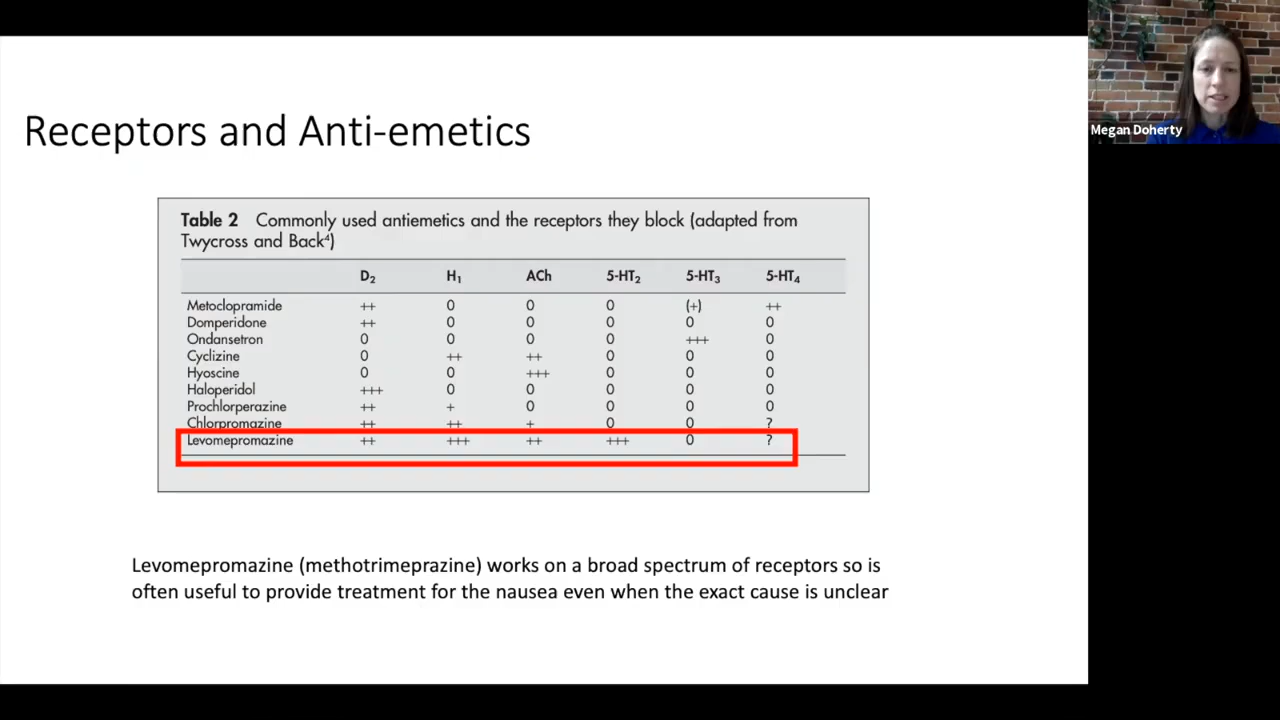 Receptors and Anti-emetics
Table 2 Commonly used antiemetics and the receptors they block (adapted from
Twycross and Back⁴)
D₂ H₁ ACh 5-HT₂ 5-HT₃ 5-HT₄
Metoclopramide ++ 0 0 0 (+) ++
Domperidone ++ 0 0 0 0 0
Ondansetron 0 0 0 0 +++ 0
Cyclizine 0 ++ ++ 0 0 0
Hyoscine 0 0 +++ 0 0 0
Haloperidol +++ 0 0 0 0 0
Prochlorperazine ++ + 0 0 0 0
Chlorpromazine ++ ++ + 0 0 ?
Levomepromazine ++ +++ ++ +++ 0 ?
Levomepromazine (methotrimeprazine) works on a broad spectrum of receptors so is
often useful to provide treatment for the nausea even when the exact cause is unclear
Megan Doherty